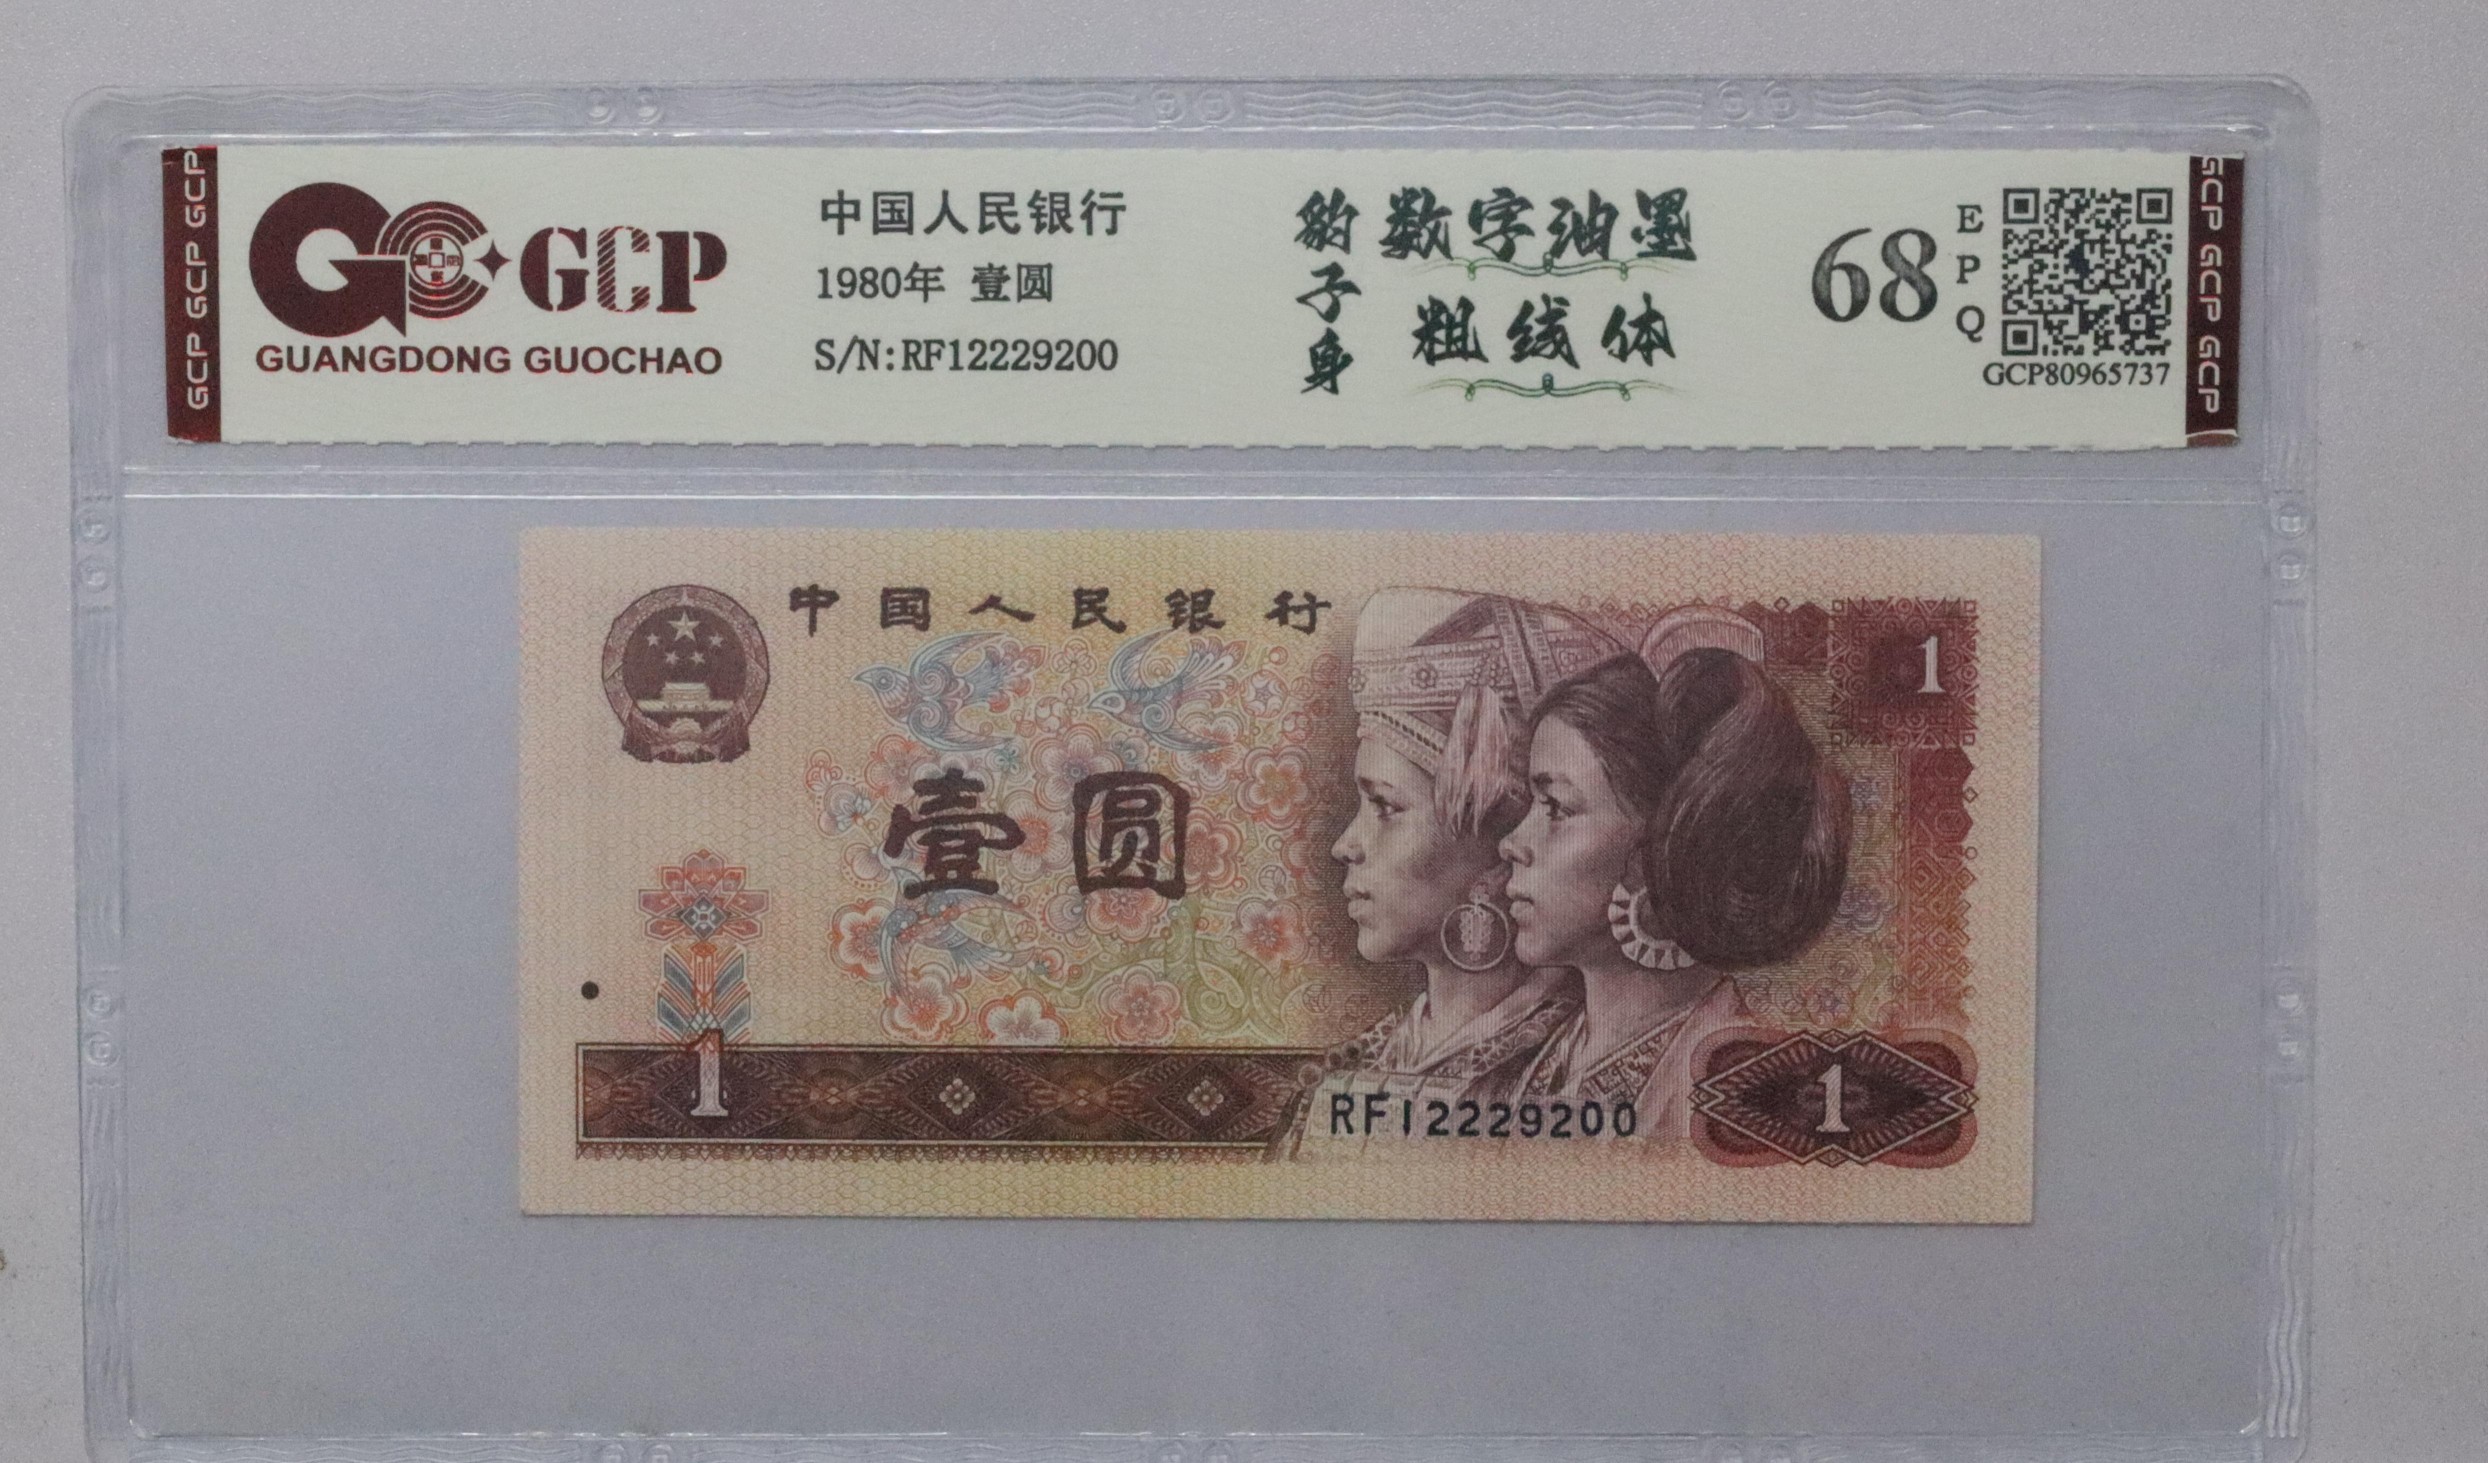 GCP GCP GCP
GCP
GUANGDONG GUOCHAO
中国人民银行
1980年 壹圆
S/N:RF12229200
豹子身
数字油墨
粗线体
68
EPQ
GCP80965737
GCP GCP GCP
中国人民银行
1
壹圆
1
RF12229200
1